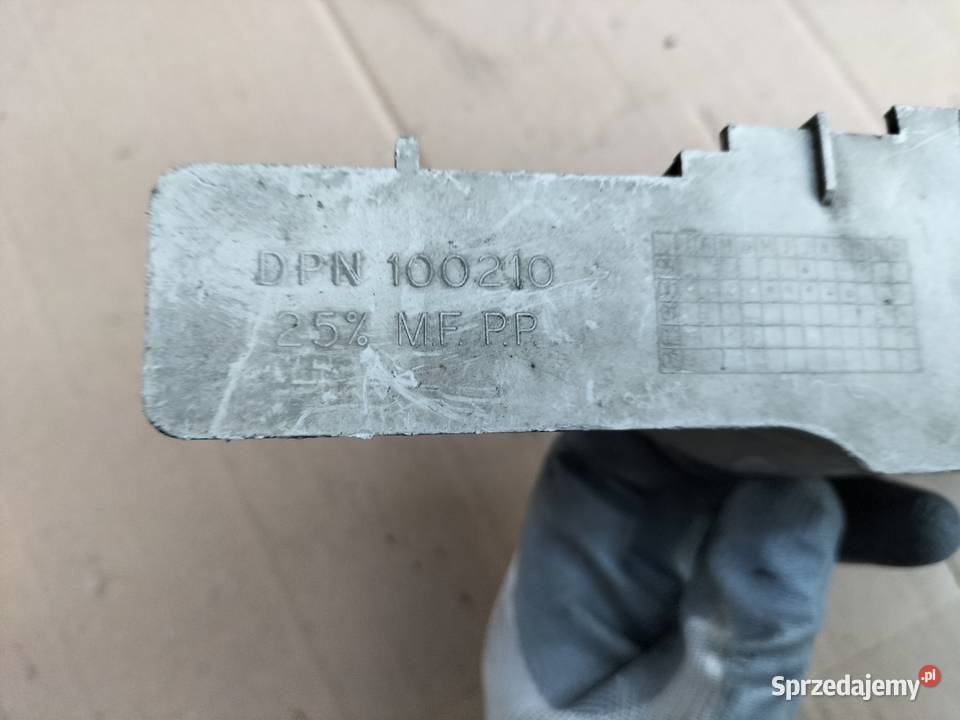 DPN 100210
25% M.F. P.P.
Sprzedajemy.pl